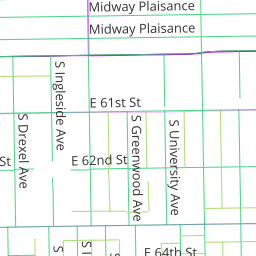 Midway Plaisance
Midway Plaisance
S Ingleside Ave
E 61st St
S Drexel Ave
S Greenwood Ave
S University Ave
St
E 62nd St
E 64th St
S
S